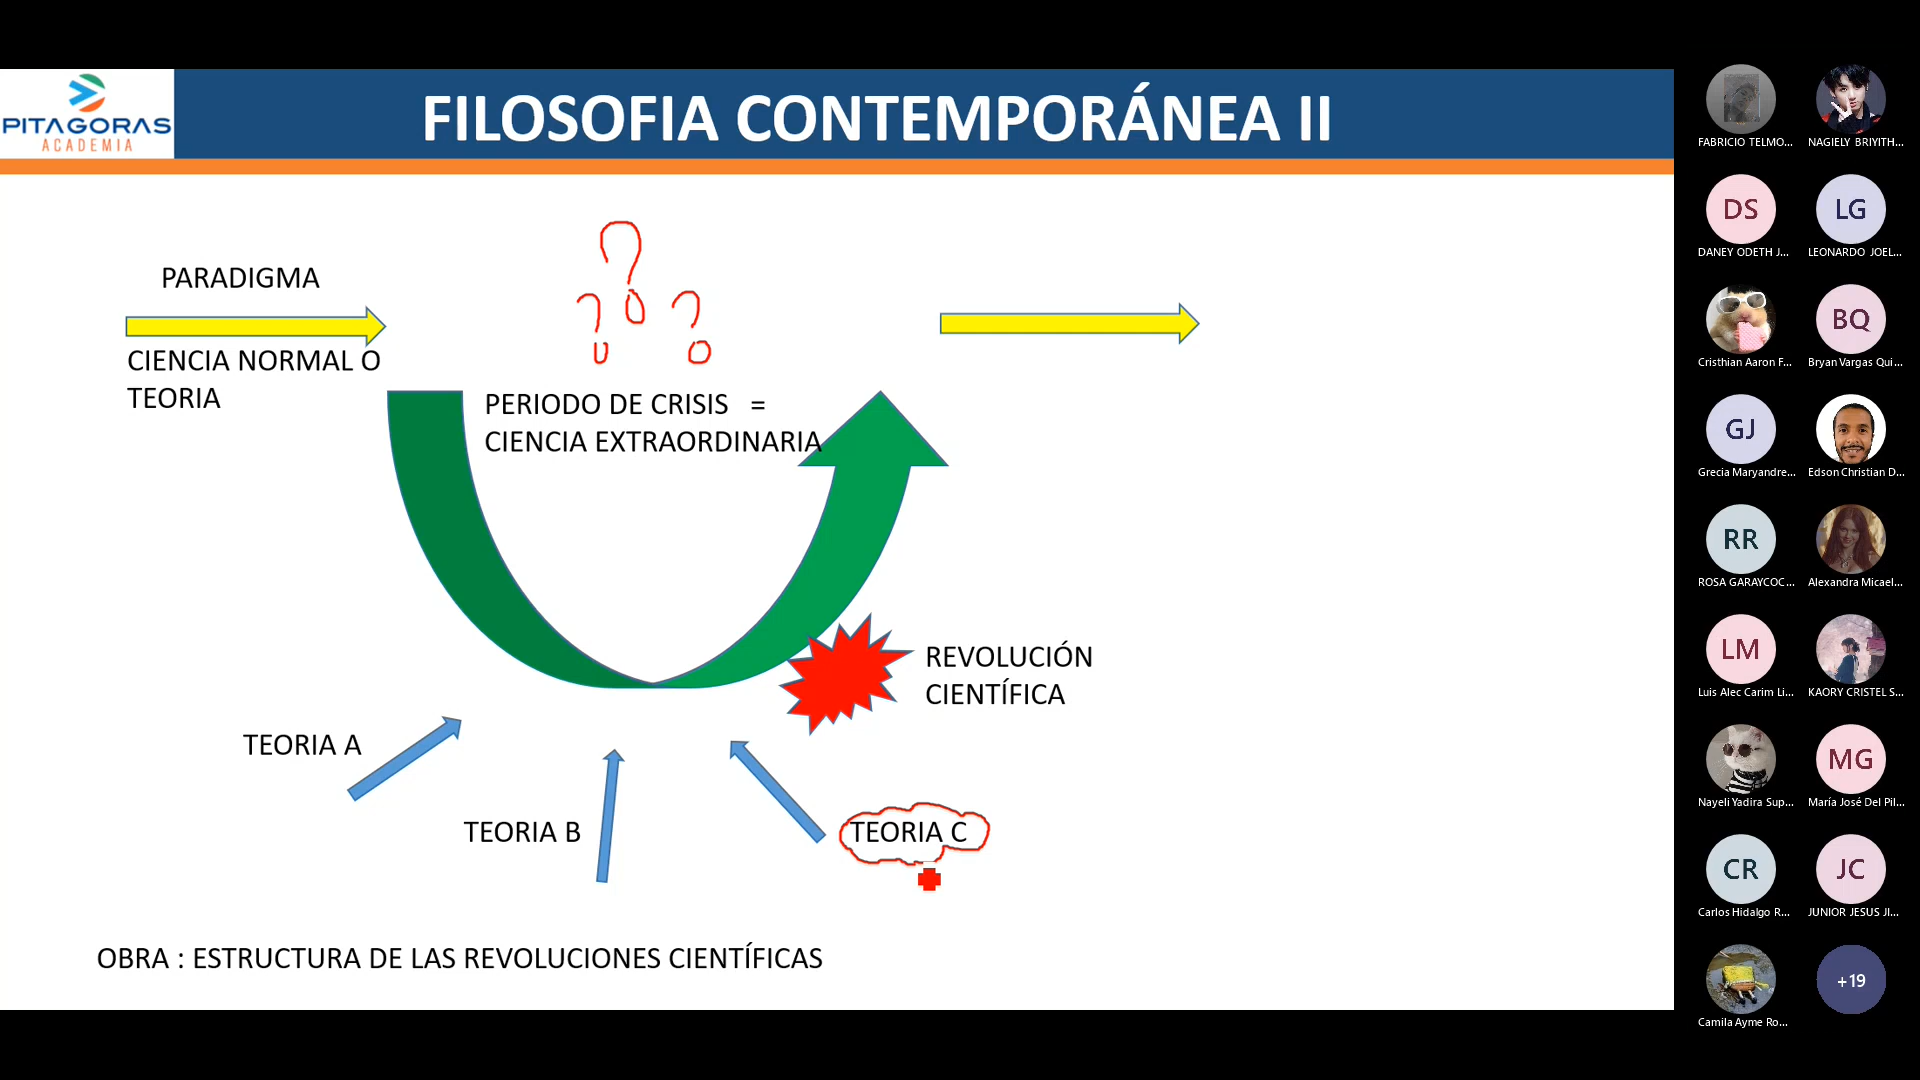 PITAGORAS
ACADEMIA
FILOSOFIA CONTEMPORÁNEA II
PARADIGMA
CIENCIA NORMAL O
TEORIA
? ? ?
PERIODO DE CRISIS =
CIENCIA EXTRAORDINARIA
REVOLUCIÓN
CIENTÍFICA
TEORIA A
TEORIA B
TEORIA C
OBRA : ESTRUCTURA DE LAS REVOLUCIONES CIENTÍFICAS
FABRICIO TELMO...
NAGIELY BRIYITH...
DS
LG
DANEY ODETH J...
LEONARDO JOEL...
BQ
Cristhian Aaron F...
Bryan Vargas Qui...
GJ
Grecia Maryandre...
Edson Christian D...
RR
ROSA GARAYCOC...
Alexandra Micael...
LM
Luis Alec Carim Li...
KAORY CRISTEL S...
MG
Nayeli Yadira Sup...
María José Del Pil...
CR
JC
Carlos Hidalgo R...
JUNIOR JESUS JI...
+19
Camila Ayme Ro...